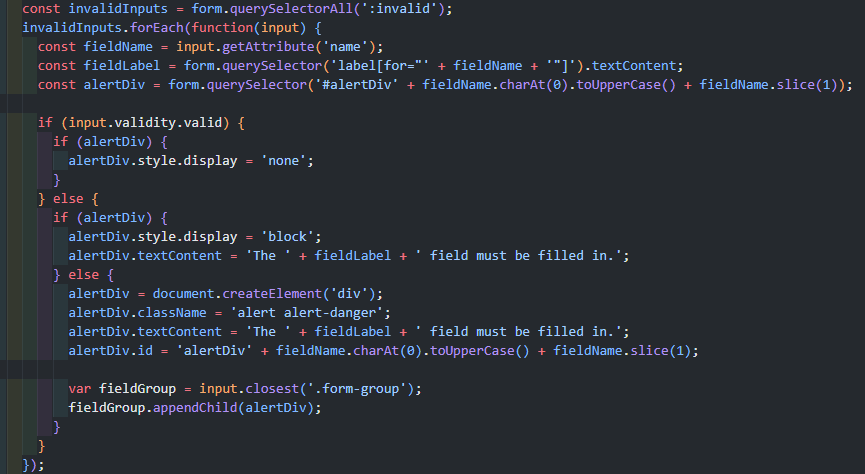 const invalidInputs = form.querySelectorAll(':invalid');
invalidInputs.forEach(function(input) {
const fieldName = input.getAttribute('name');
const fieldLabel = form.querySelector('label[for="' + fieldName + '"]').textContent;
const alertDiv = form.querySelector('#alertDiv' + fieldName.charAt(0).toUpperCase() + fieldName.slice(1));
if (input.validity.valid) {
if (alertDiv) {
alertDiv.style.display = 'none';
}
} else {
if (alertDiv) {
alertDiv.style.display = 'block';
alertDiv.textContent = 'The ' + fieldLabel + ' field must be filled in.';
} else {
alertDiv = document.createElement('div');
alertDiv.className = 'alert alert-danger';
alertDiv.textContent = 'The ' + fieldLabel + ' field must be filled in.';
alertDiv.id = 'alertDiv' + fieldName.charAt(0).toUpperCase() + fieldName.slice(1);
var fieldGroup = input.closest('.form-group');
fieldGroup.appendChild(alertDiv);
}
}
});